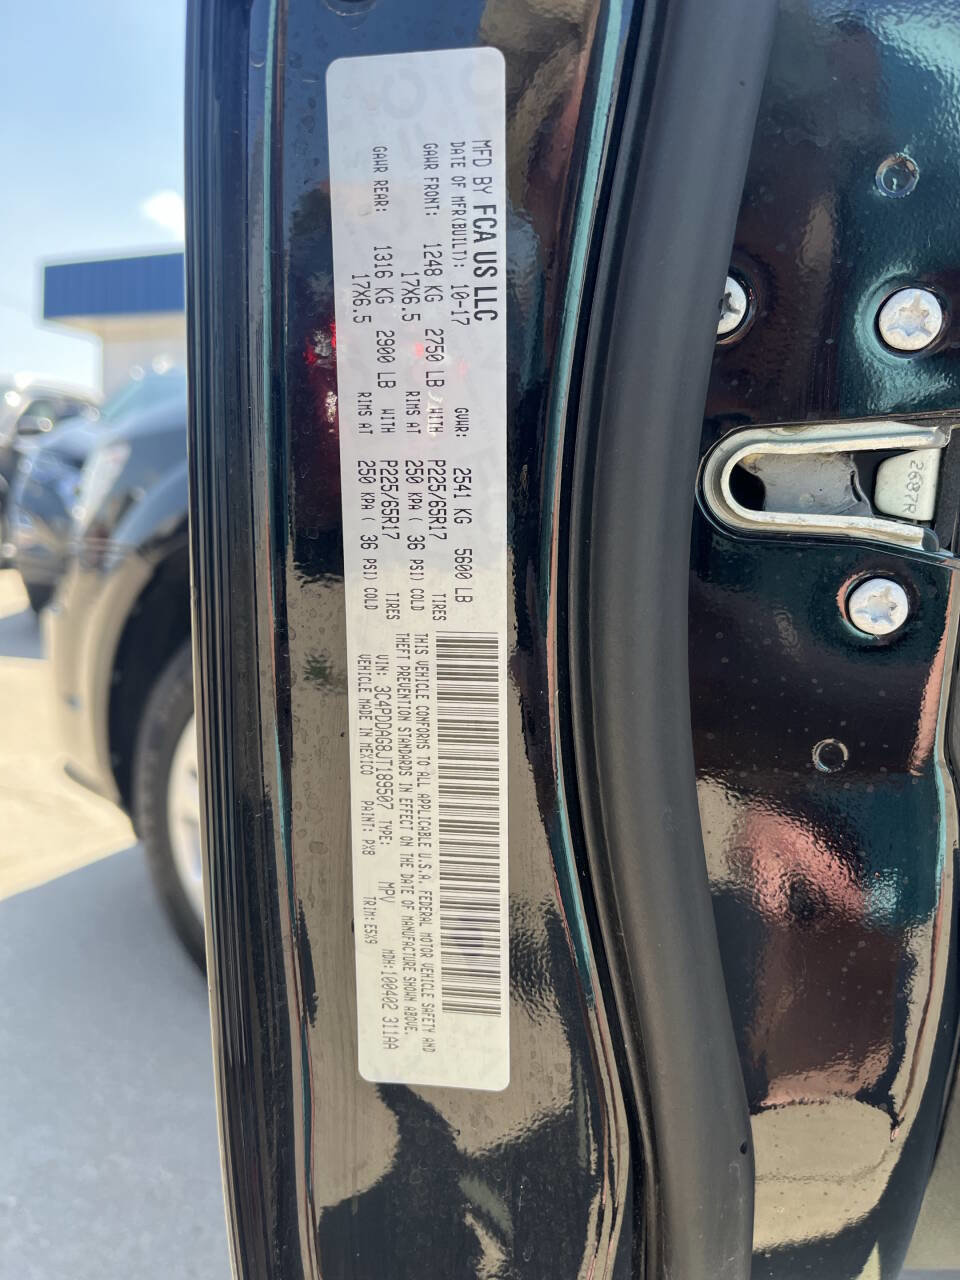 MFD BY FCA US LLC
DATE OF MFR(BUILT): 10-17 GVWR: 2541 KG 5600 LB
GAWR FRONT: 1248 KG 2750 LB WITH P225/65R17 TIRES
17X6.5 RIMS AT 250 KPA ( 36 PSI) COLD
GAWR REAR: 1316 KG 2900 LB WITH P225/65R17 TIRES
17X6.5 RIMS AT 250 KPA ( 36 PSI) COLD
THIS VEHICLE CONFORMS TO ALL APPLICABLE U.S.A. FEDERAL MOTOR VEHICLE SAFETY AND
THEFT PREVENTION STANDARDS IN EFFECT ON THE DATE OF MANUFACTURE SHOWN ABOVE.
VIN: 3C4PDDAG8JT189507 TYPE: MPV MDH:100402 311AA
VEHICLE MADE IN MEXICO PAINT: PX8 TRIM: E5X9
2687R